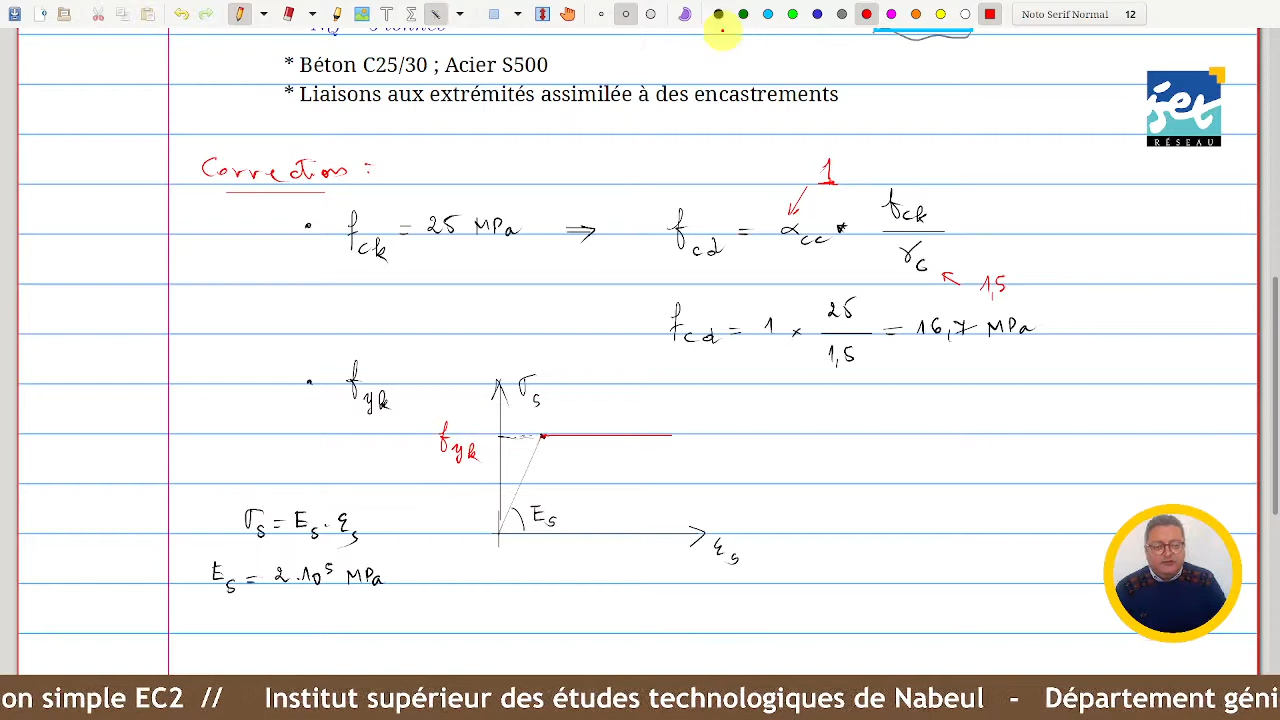 Noto Serif Normal 12
* Béton C25/30 ; Acier S500
* Liaisons aux extrémités assimilée à des encastrements
iset
RÉSEAU
Correction :
1
• fck = 25 MPa ⇒ fcd = αcc * fck / γc
1,5
fcd = 1 × 25 / 1,5 = 16,7 MPa
• fyk
σs
fyk
Es
εs
σs = Es . εs
Es = 2.10⁵ MPa
on simple EC2 // Institut supérieur des études technologiques de Nabeul - Département géni